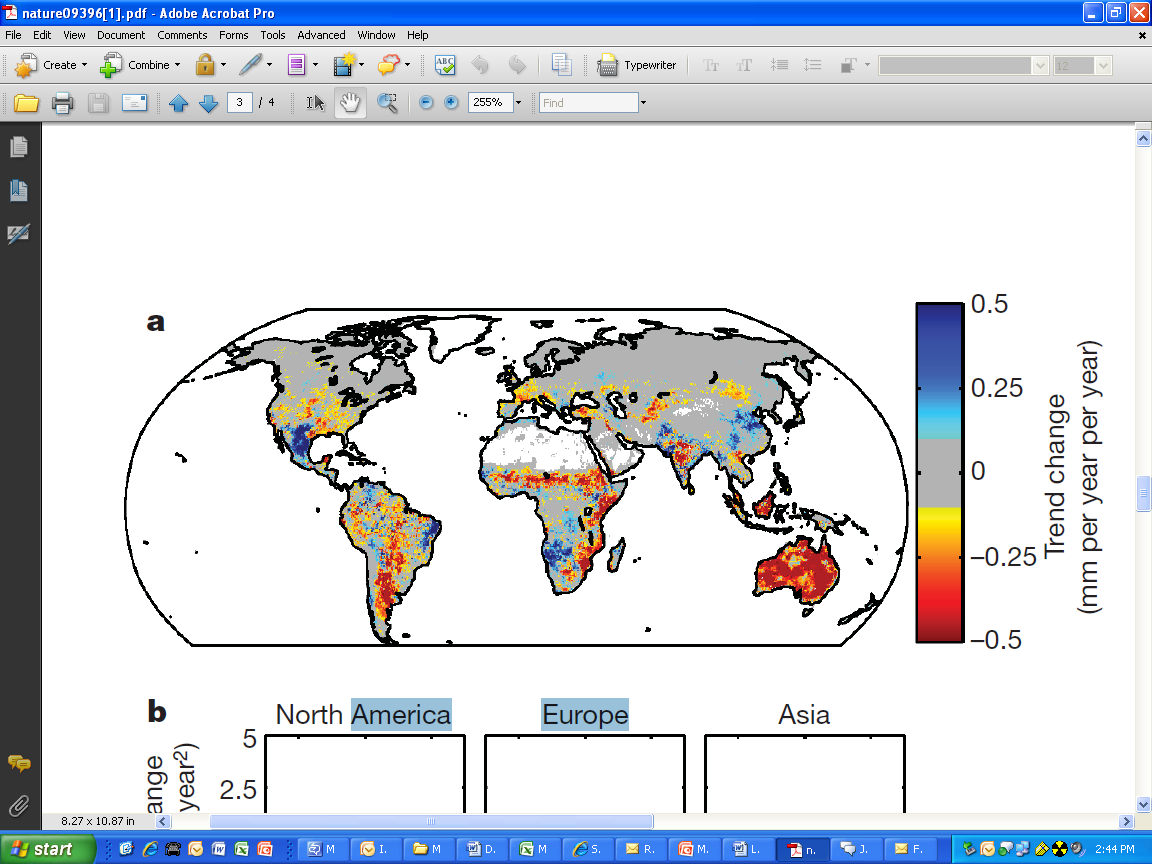 nature09396[1].pdf - Adobe Acrobat Pro
File Edit View Document Comments Forms Tools Advanced Window Help
Create Combine ABC Typewriter 12
3 / 4 255% Find
a
0.5
0.25
0
−0.25
−0.5
Trend change
(mm per year per year)
b
North America Europe Asia
5
2.5
ange
year²)
8.27 x 10.87 in
start M I. M D. M S. R. M. L. n. J. F. 2:44 PM